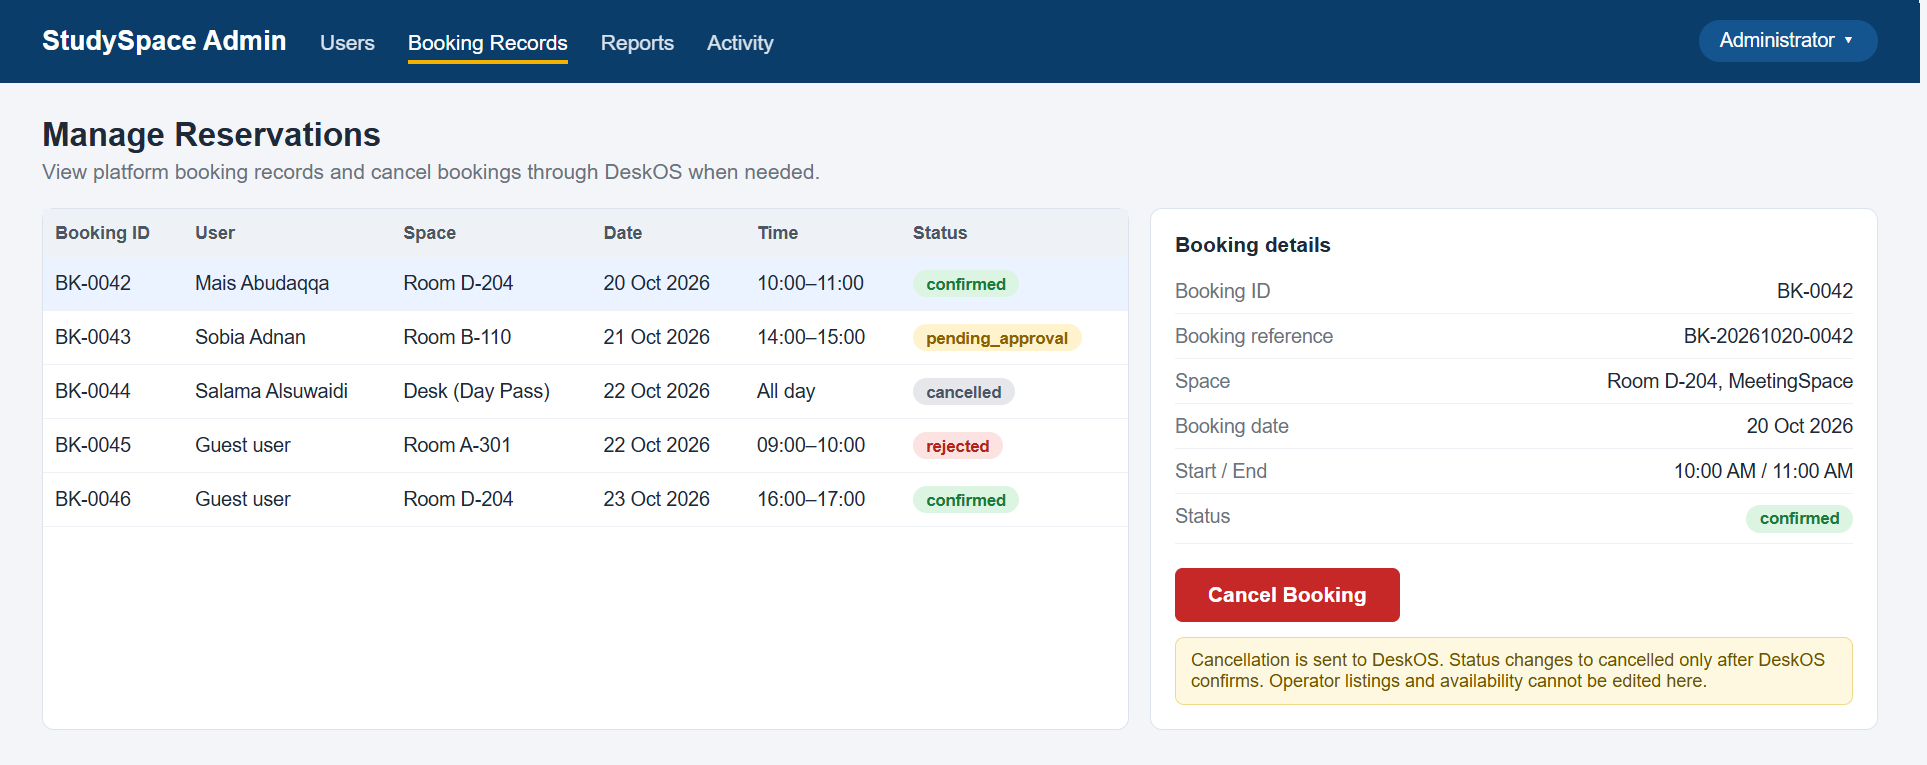 StudySpace Admin Users Booking Records Reports Activity Administrator ▼
Manage Reservations
View platform booking records and cancel bookings through DeskOS when needed.
Booking ID User Space Date Time Status
BK-0042 Mais Abudaqqa Room D-204 20 Oct 2026 10:00–11:00 confirmed
BK-0043 Sobia Adnan Room B-110 21 Oct 2026 14:00–15:00 pending_approval
BK-0044 Salama Alsuwaidi Desk (Day Pass) 22 Oct 2026 All day cancelled
BK-0045 Guest user Room A-301 22 Oct 2026 09:00–10:00 rejected
BK-0046 Guest user Room D-204 23 Oct 2026 16:00–17:00 confirmed
Booking details
Booking ID BK-0042
Booking reference BK-20261020-0042
Space Room D-204, MeetingSpace
Booking date 20 Oct 2026
Start / End 10:00 AM / 11:00 AM
Status confirmed
Cancel Booking
Cancellation is sent to DeskOS. Status changes to cancelled only after DeskOS
confirms. Operator listings and availability cannot be edited here.